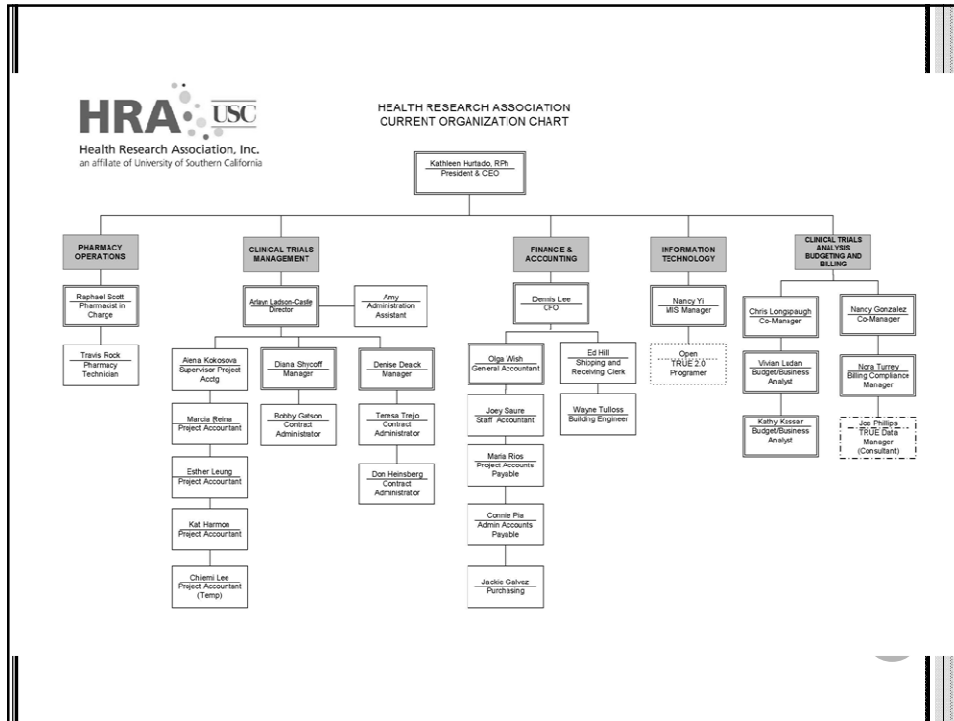 HRA USC
Health Research Association, Inc.
an affiliate of University of Southern California
HEALTH RESEARCH ASSOCIATION
CURRENT ORGANIZATION CHART
Kathleen Hurtado, RPh
President & CEO
PHARMACY
OPERATIONS
Raphael Scott
Pharmacist in
Charge
Travis Rock
Pharmacy
Technician
CLINICAL TRIALS
MANAGEMENT
Arlayn Ladson-Castle
Director
Amy
Administration
Assistant
Alena Kokosova
Supervisor Project
Acctg
Marcia Reina
Project Accountant
Esther Leung
Project Accountant
Kat Harmon
Project Accountant
Chiemi Lee
Project Accountant
(Temp)
Diana Shycoff
Manager
Bobby Gatson
Contract
Administrator
Denise Deack
Manager
Teresa Trejo
Contract
Administrator
Don Heinsberg
Contract
Administrator
FINANCE &
ACCOUNTING
Dennis Lee
CFO
Olga Wish
General Accountant
Joey Saure
Staff Accountant
Maria Rios
Project Accounts
Payable
Connie Pia
Admin Accounts
Payable
Jackie Galvez
Purchasing
Ed Hill
Shipping and
Receiving Clerk
Wayne Tulloss
Building Engineer
INFORMATION
TECHNOLOGY
Nancy Yi
MIS Manager
Open
TRUE 2.0
Programer
CLINICAL TRIALS
ANALYSIS
BUDGETING AND
BILLING
Chris Longspaugh
Co-Manager
Vivian Ladan
Budget/Business
Analyst
Kathy Kassar
Budget/Business
Analyst
Nancy Gonzalez
Co-Manager
Nora Turrey
Billing Compliance
Manager
Joe Phillips
TRUE Data
Manager
(Consultant)